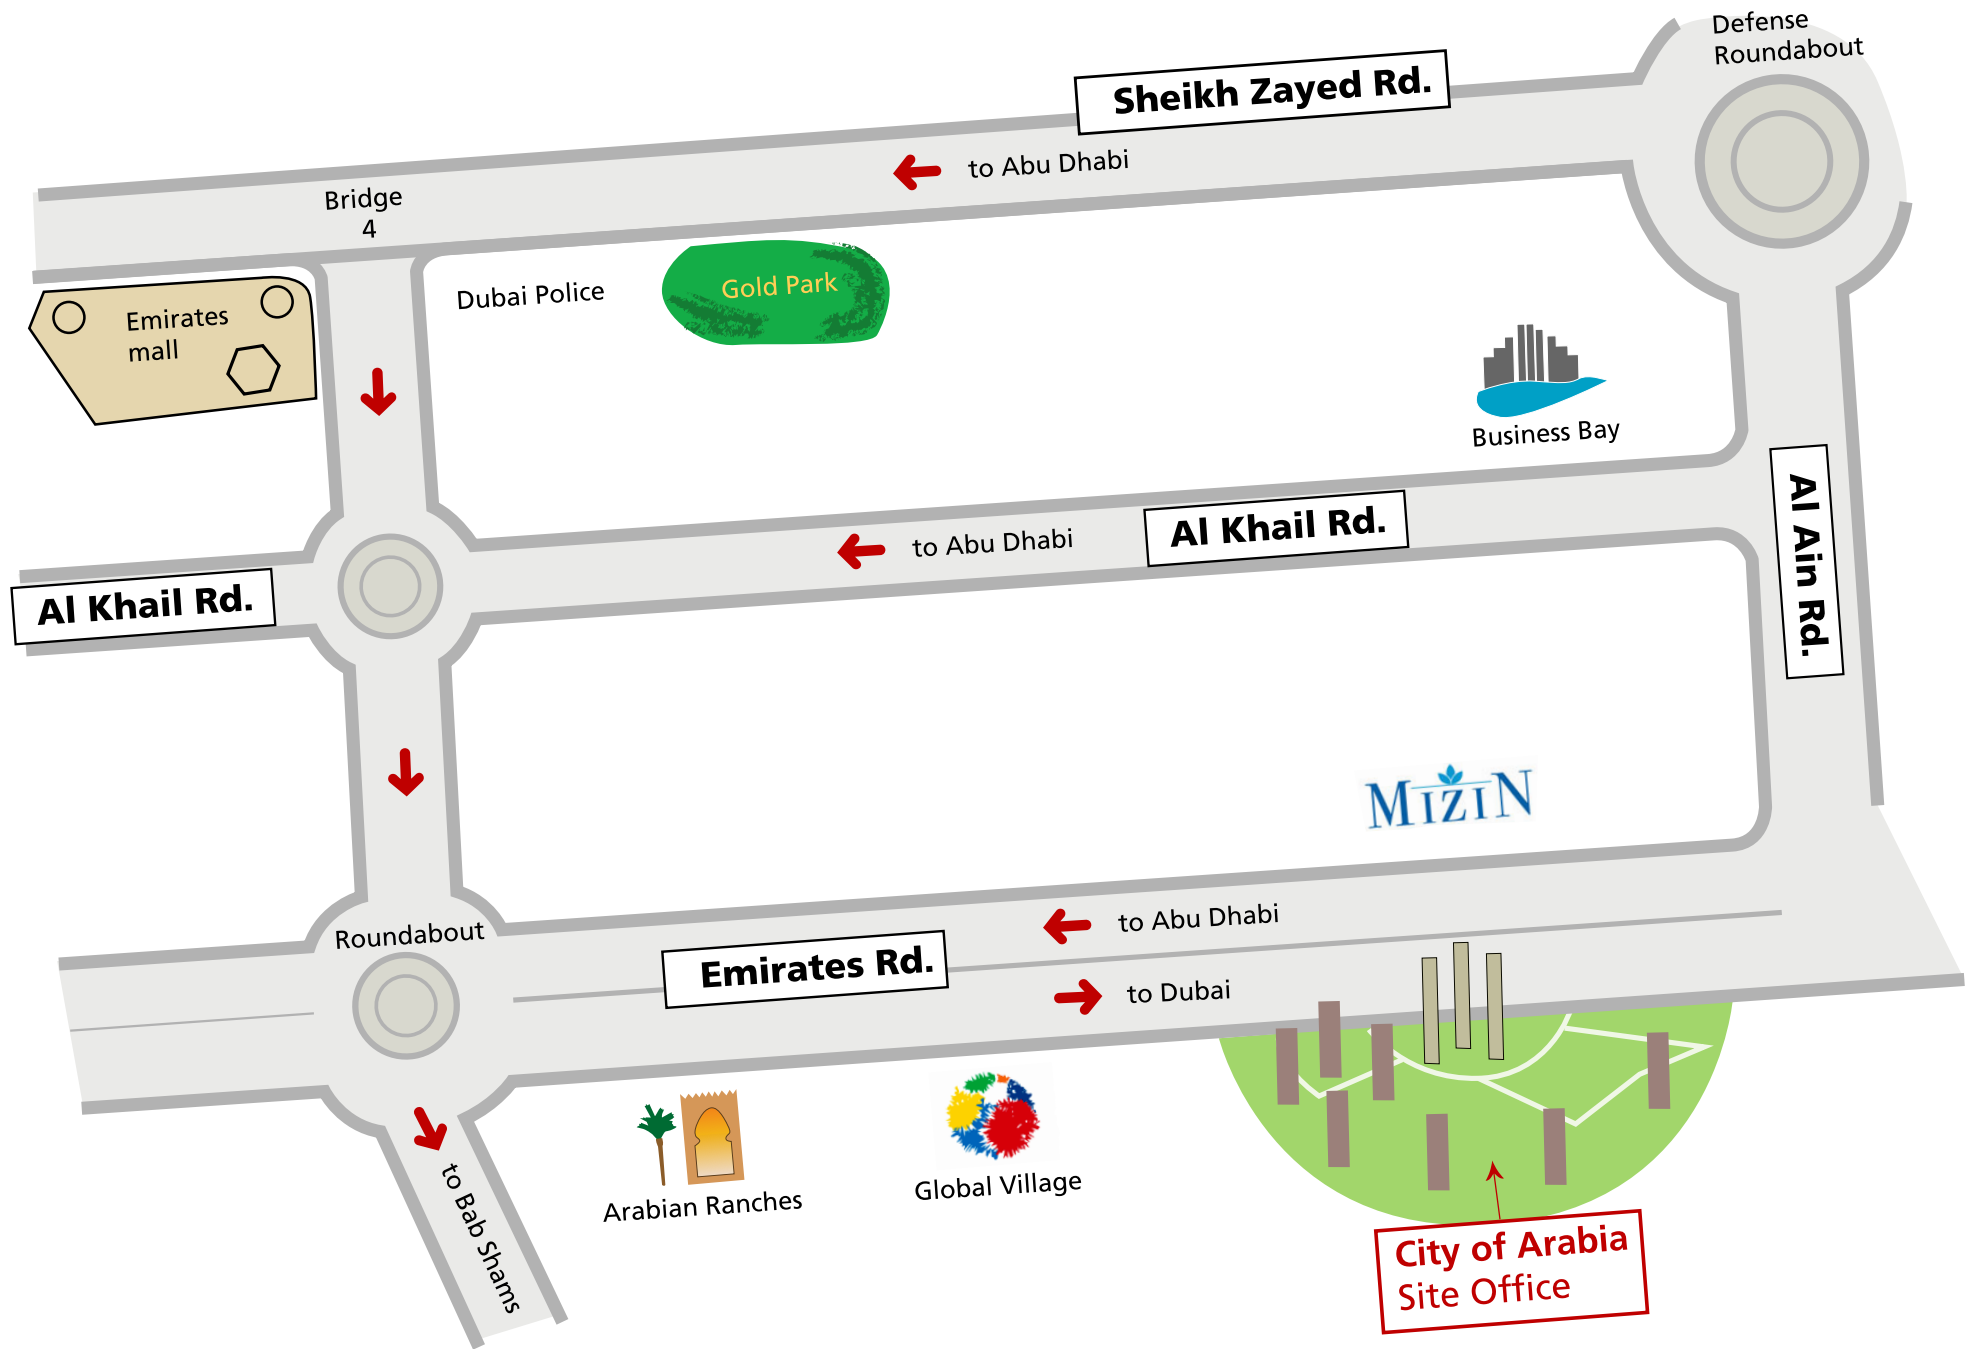 Defense
Roundabout
Sheikh Zayed Rd.
to Abu Dhabi
Bridge
4
Dubai Police
Gold Park
Emirates
mall
Business Bay
Al Khail Rd.
to Abu Dhabi
Al Khail Rd.
Al Ain Rd.
MIZIN
to Abu Dhabi
Roundabout
Emirates Rd.
to Dubai
to Bab Shams
Arabian Ranches
Global Village
City of Arabia
Site Office